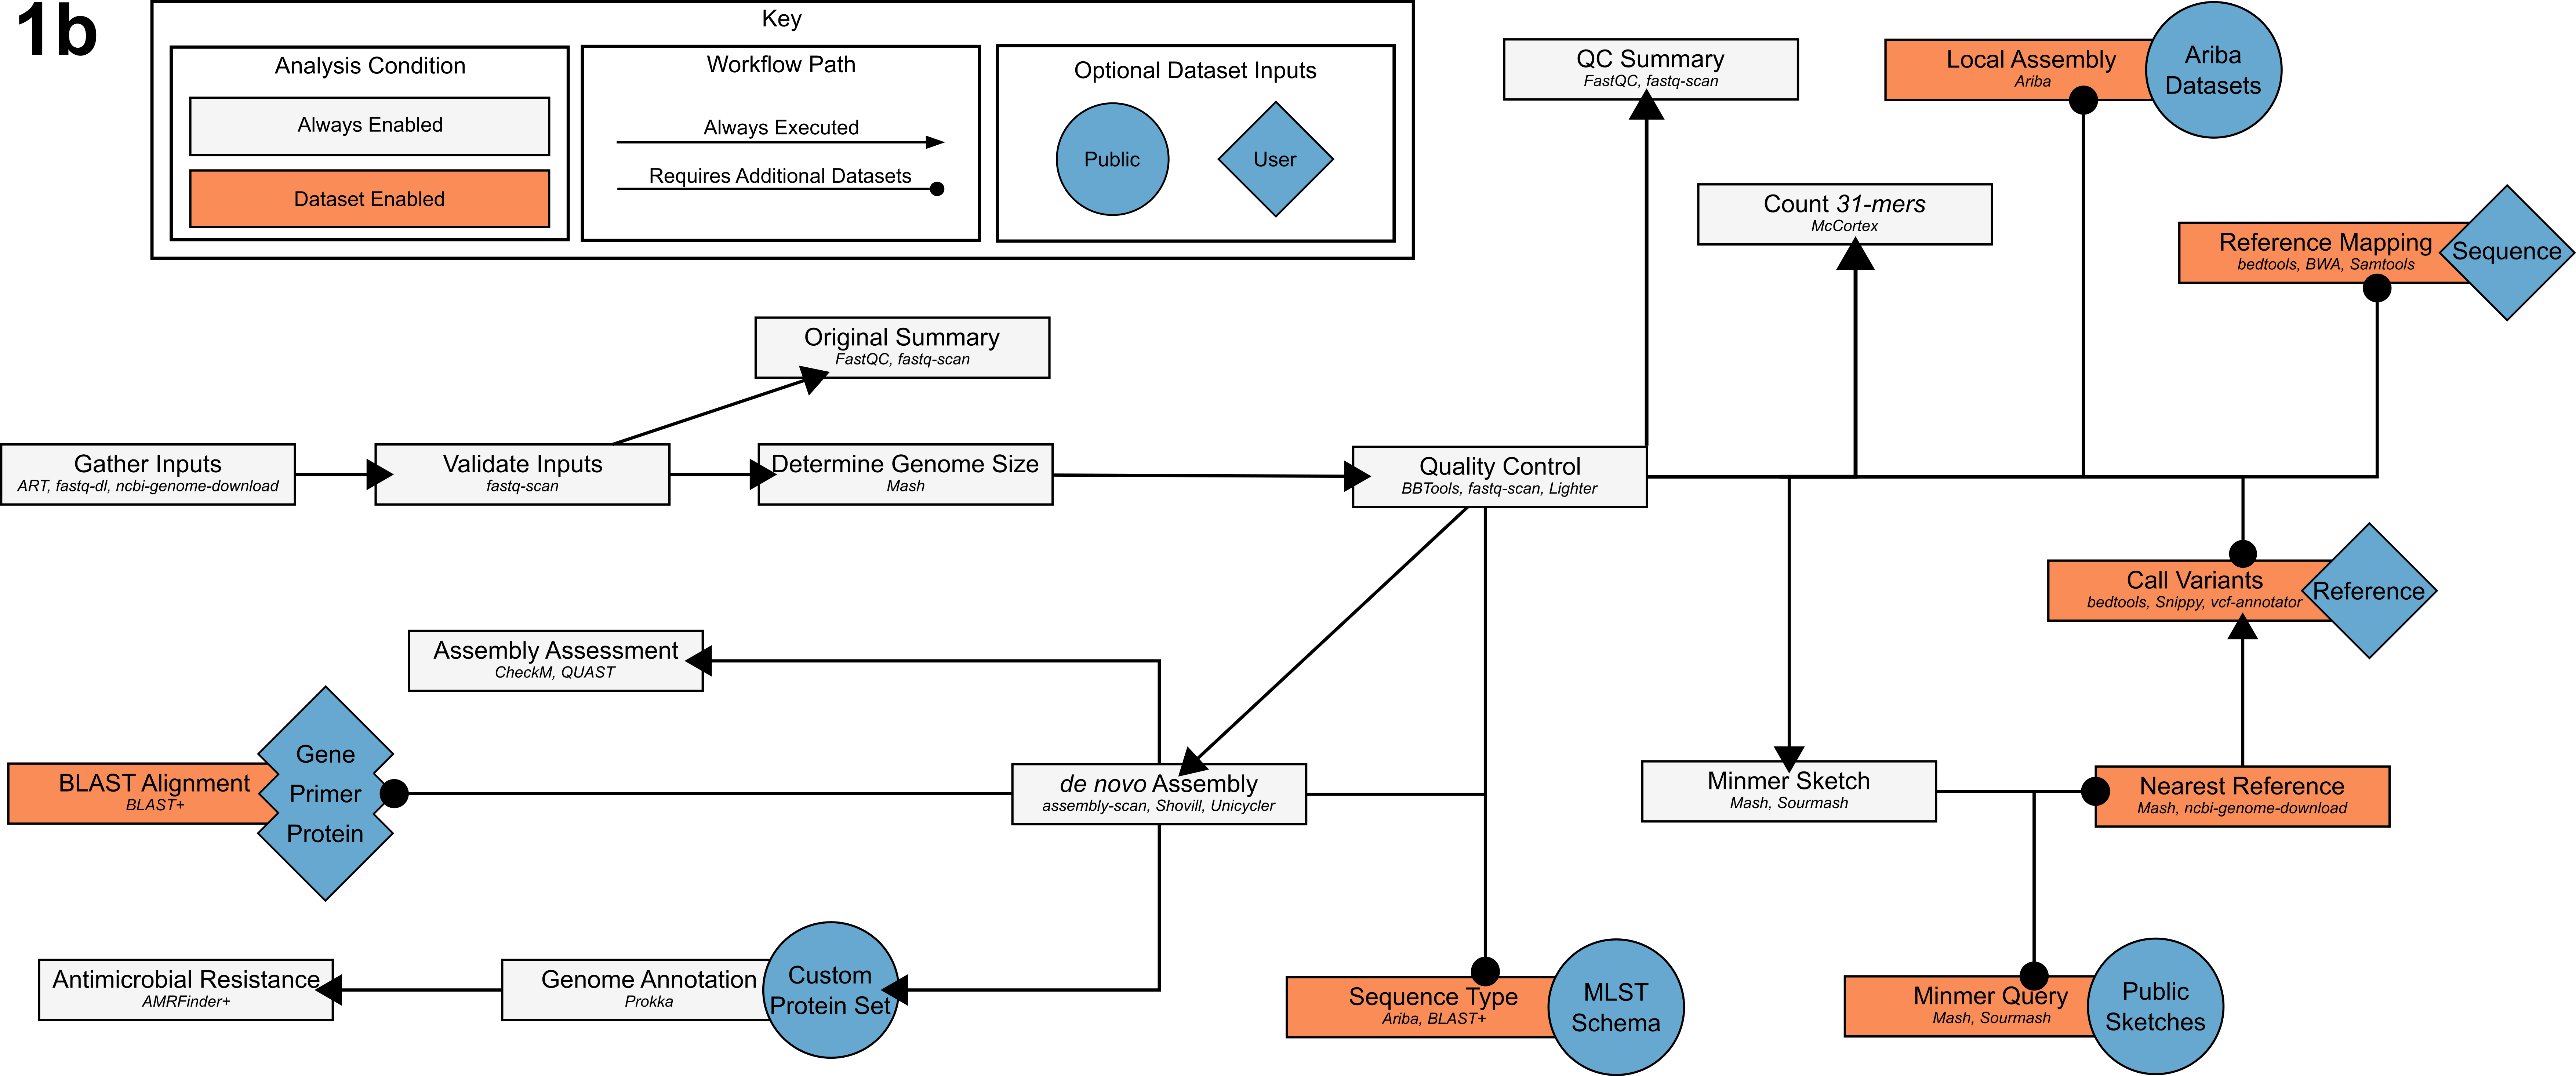 1b
Key
Analysis Condition
Always Enabled
Dataset Enabled
Workflow Path
Always Executed
Requires Additional Datasets
Optional Dataset Inputs
Public
User
QC Summary
FastQC, fastq-scan
Local Assembly
Ariba
Ariba
Datasets
Count 31-mers
McCortex
Reference Mapping
bedtools, BWA, Samtools
Sequence
Original Summary
FastQC, fastq-scan
Gather Inputs
ART, fastq-dl, ncbi-genome-download
Validate Inputs
fastq-scan
Determine Genome Size
Mash
Quality Control
BBTools, fastq-scan, Lighter
Call Variants
bedtools, Snippy, vcf-annotator
Reference
Assembly Assessment
CheckM, QUAST
BLAST Alignment
BLAST+
Gene
Primer
Protein
de novo Assembly
assembly-scan, Shovill, Unicycler
Minmer Sketch
Mash, Sourmash
Nearest Reference
Mash, ncbi-genome-download
Antimicrobial Resistance
AMRFinder+
Genome Annotation
Prokka
Custom
Protein Set
Sequence Type
Ariba, BLAST+
MLST
Schema
Minmer Query
Mash, Sourmash
Public
Sketches